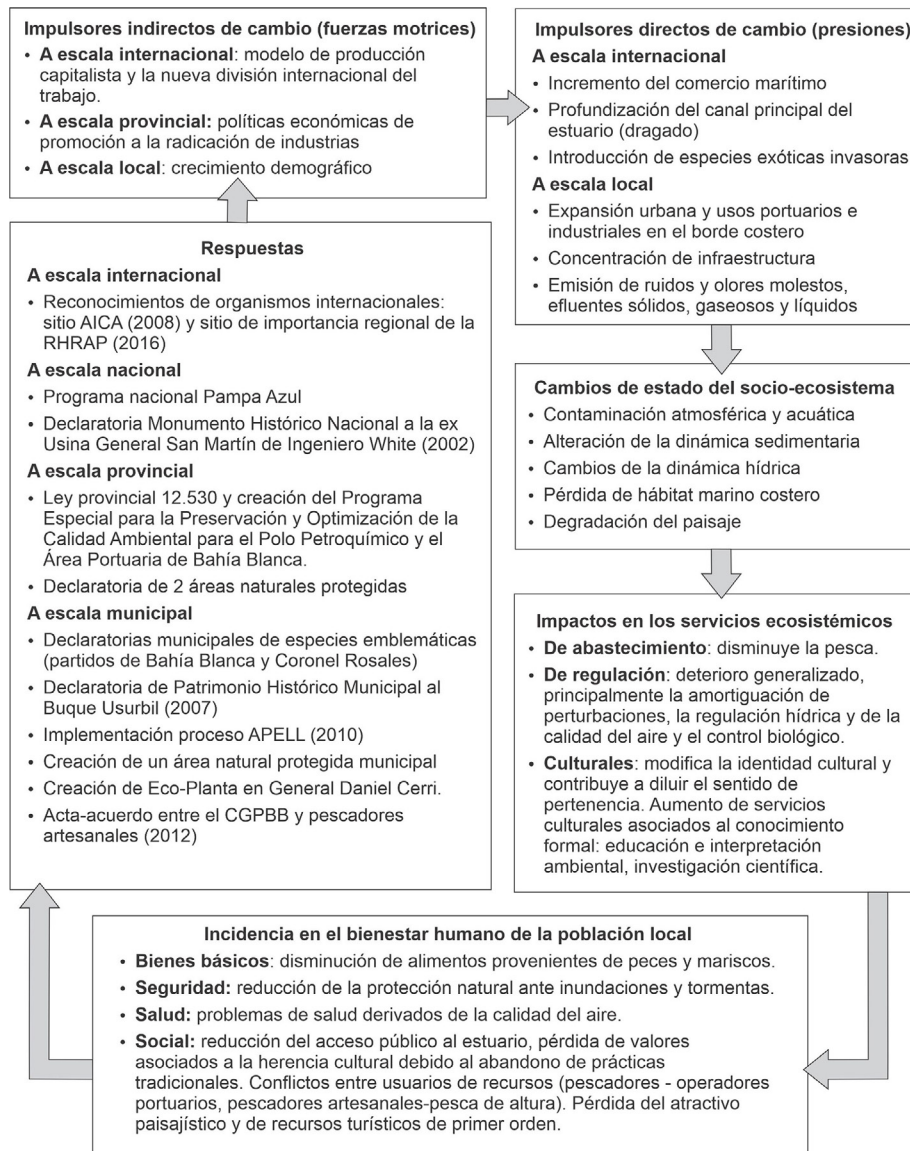 Impulsores indirectos de cambio (fuerzas motrices)
• A escala internacional: modelo de producción
capitalista y la nueva división internacional del
trabajo.
• A escala provincial: políticas económicas de
promoción a la radicación de industrias
• A escala local: crecimiento demográfico
Impulsores directos de cambio (presiones)
A escala internacional
• Incremento del comercio marítimo
• Profundización del canal principal del
estuario (dragado)
• Introducción de especies exóticas invasoras
A escala local
• Expansión urbana y usos portuarios e
industriales en el borde costero
• Concentración de infraestructura
• Emisión de ruidos y olores molestos,
efluentes sólidos, gaseosos y líquidos
Cambios de estado del socio-ecosistema
• Contaminación atmosférica y acuática
• Alteración de la dinámica sedimentaria
• Cambios de la dinámica hídrica
• Pérdida de hábitat marino costero
• Degradación del paisaje
Impactos en los servicios ecosistémicos
• De abastecimiento: disminuye la pesca.
• De regulación: deterioro generalizado,
principalmente la amortiguación de
perturbaciones, la regulación hídrica y de la
calidad del aire y el control biológico.
• Culturales: modifica la identidad cultural y
contribuye a diluir el sentido de
pertenencia. Aumento de servicios
culturales asociados al conocimiento
formal: educación e interpretación
ambiental, investigación científica.
Incidencia en el bienestar humano de la población local
• Bienes básicos: disminución de alimentos provenientes de peces y mariscos.
• Seguridad: reducción de la protección natural ante inundaciones y tormentas.
• Salud: problemas de salud derivados de la calidad del aire.
• Social: reducción del acceso público al estuario, pérdida de valores
asociados a la herencia cultural debido al abandono de prácticas
tradicionales. Conflictos entre usuarios de recursos (pescadores - operadores
portuarios, pescadores artesanales-pesca de altura). Pérdida del atractivo
paisajístico y de recursos turísticos de primer orden.
Respuestas
A escala internacional
• Reconocimientos de organismos internacionales:
sitio AICA (2008) y sitio de importancia regional de la
RHRAP (2016)
A escala nacional
• Programa nacional Pampa Azul
• Declaratoria Monumento Histórico Nacional a la ex
Usina General San Martín de Ingeniero White (2002)
A escala provincial
• Ley provincial 12.530 y creación del Programa
Especial para la Preservación y Optimización de la
Calidad Ambiental para el Polo Petroquímico y el
Área Portuaria de Bahía Blanca.
• Declaratoria de 2 áreas naturales protegidas
A escala municipal
• Declaratorias municipales de especies emblemáticas
(partidos de Bahía Blanca y Coronel Rosales)
• Declaratoria de Patrimonio Histórico Municipal al
Buque Usurbil (2007)
• Implementación proceso APELL (2010)
• Creación de un área natural protegida municipal
• Creación de Eco-Planta en General Daniel Cerri.
• Acta-acuerdo entre el CGPBB y pescadores
artesanales (2012)